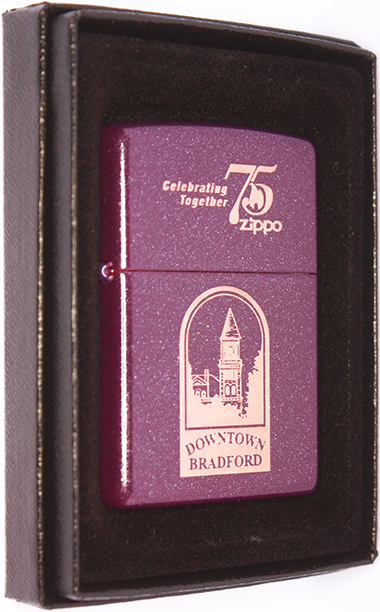 Celebrating
Together
75
Zippo
DOWNTOWN
BRADFORD